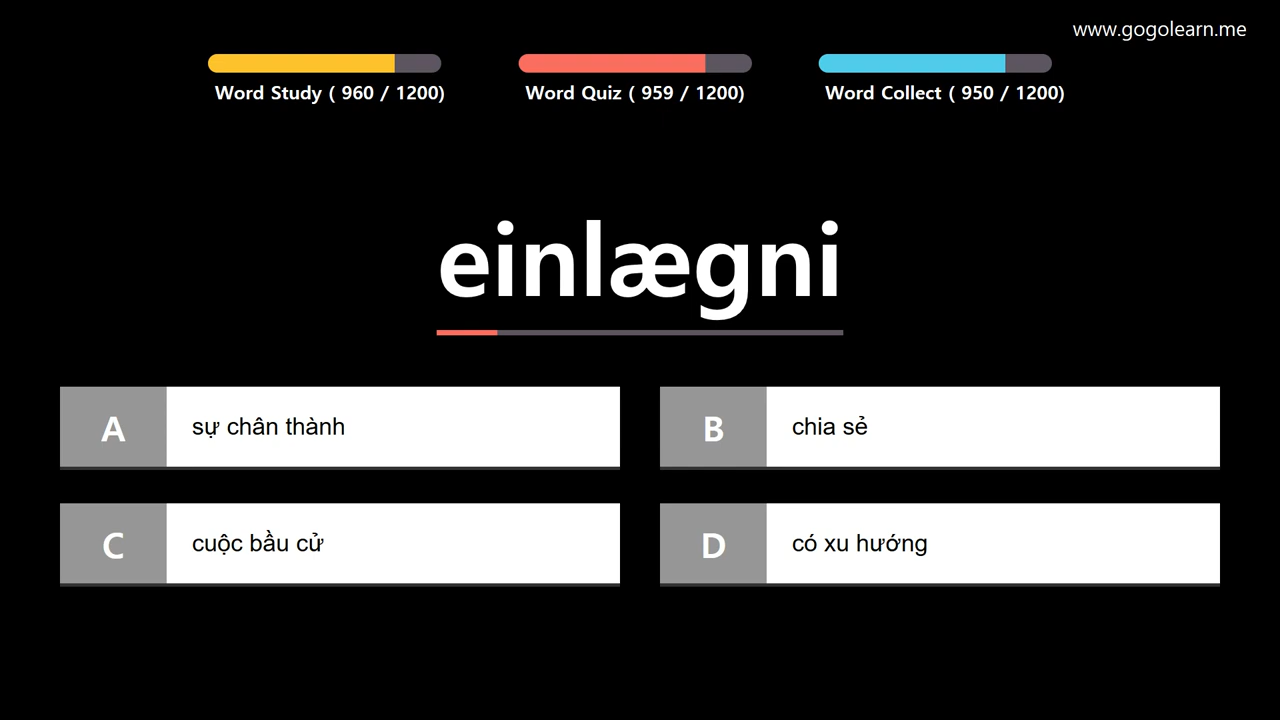 www.gogolearn.me
Word Study ( 960 / 1200)
Word Quiz ( 959 / 1200)
Word Collect ( 950 / 1200)
einlægni
A
sự chân thành
B
chia sẻ
C
cuộc bầu cử
D
có xu hướng